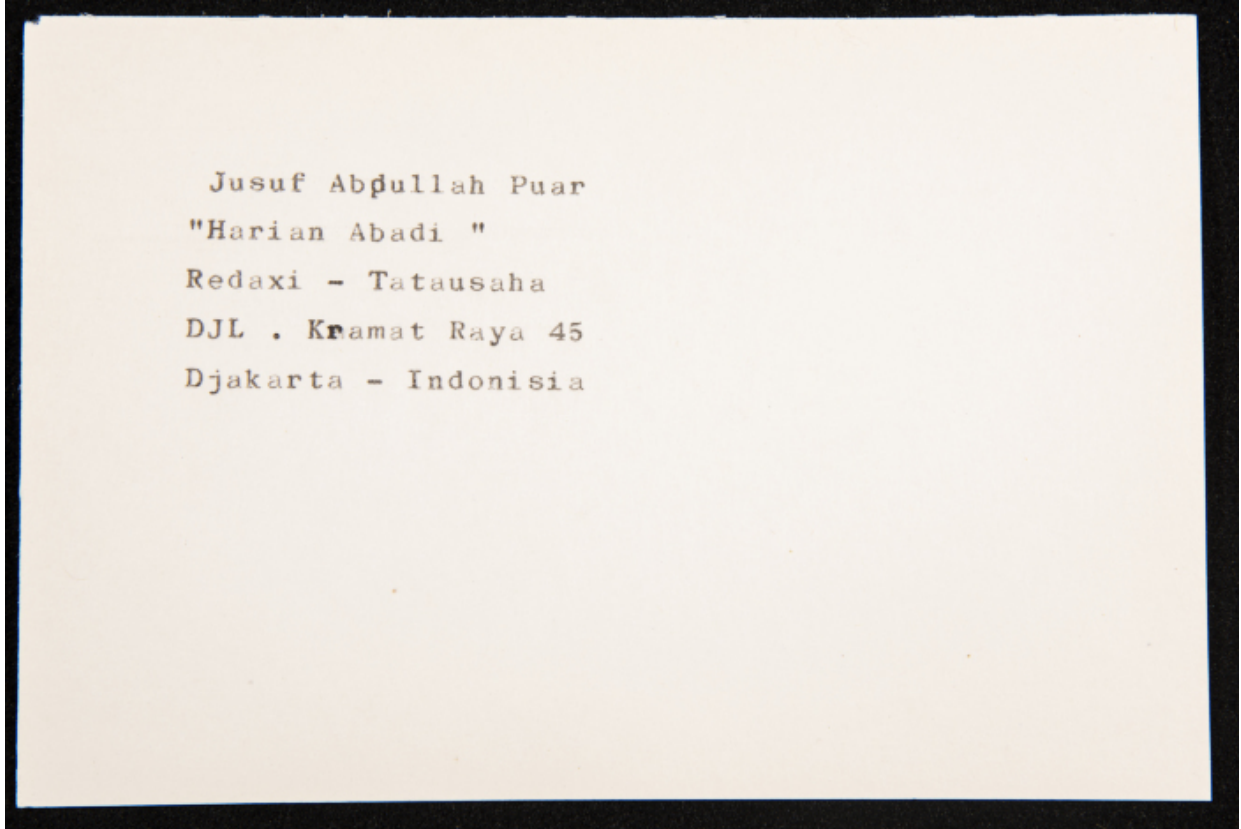 Jusuf Abdullah Puar
"Harian Abadi "
Redaxi - Tatausaha
DJL . Kramat Raya 45
Djakarta - Indonisia